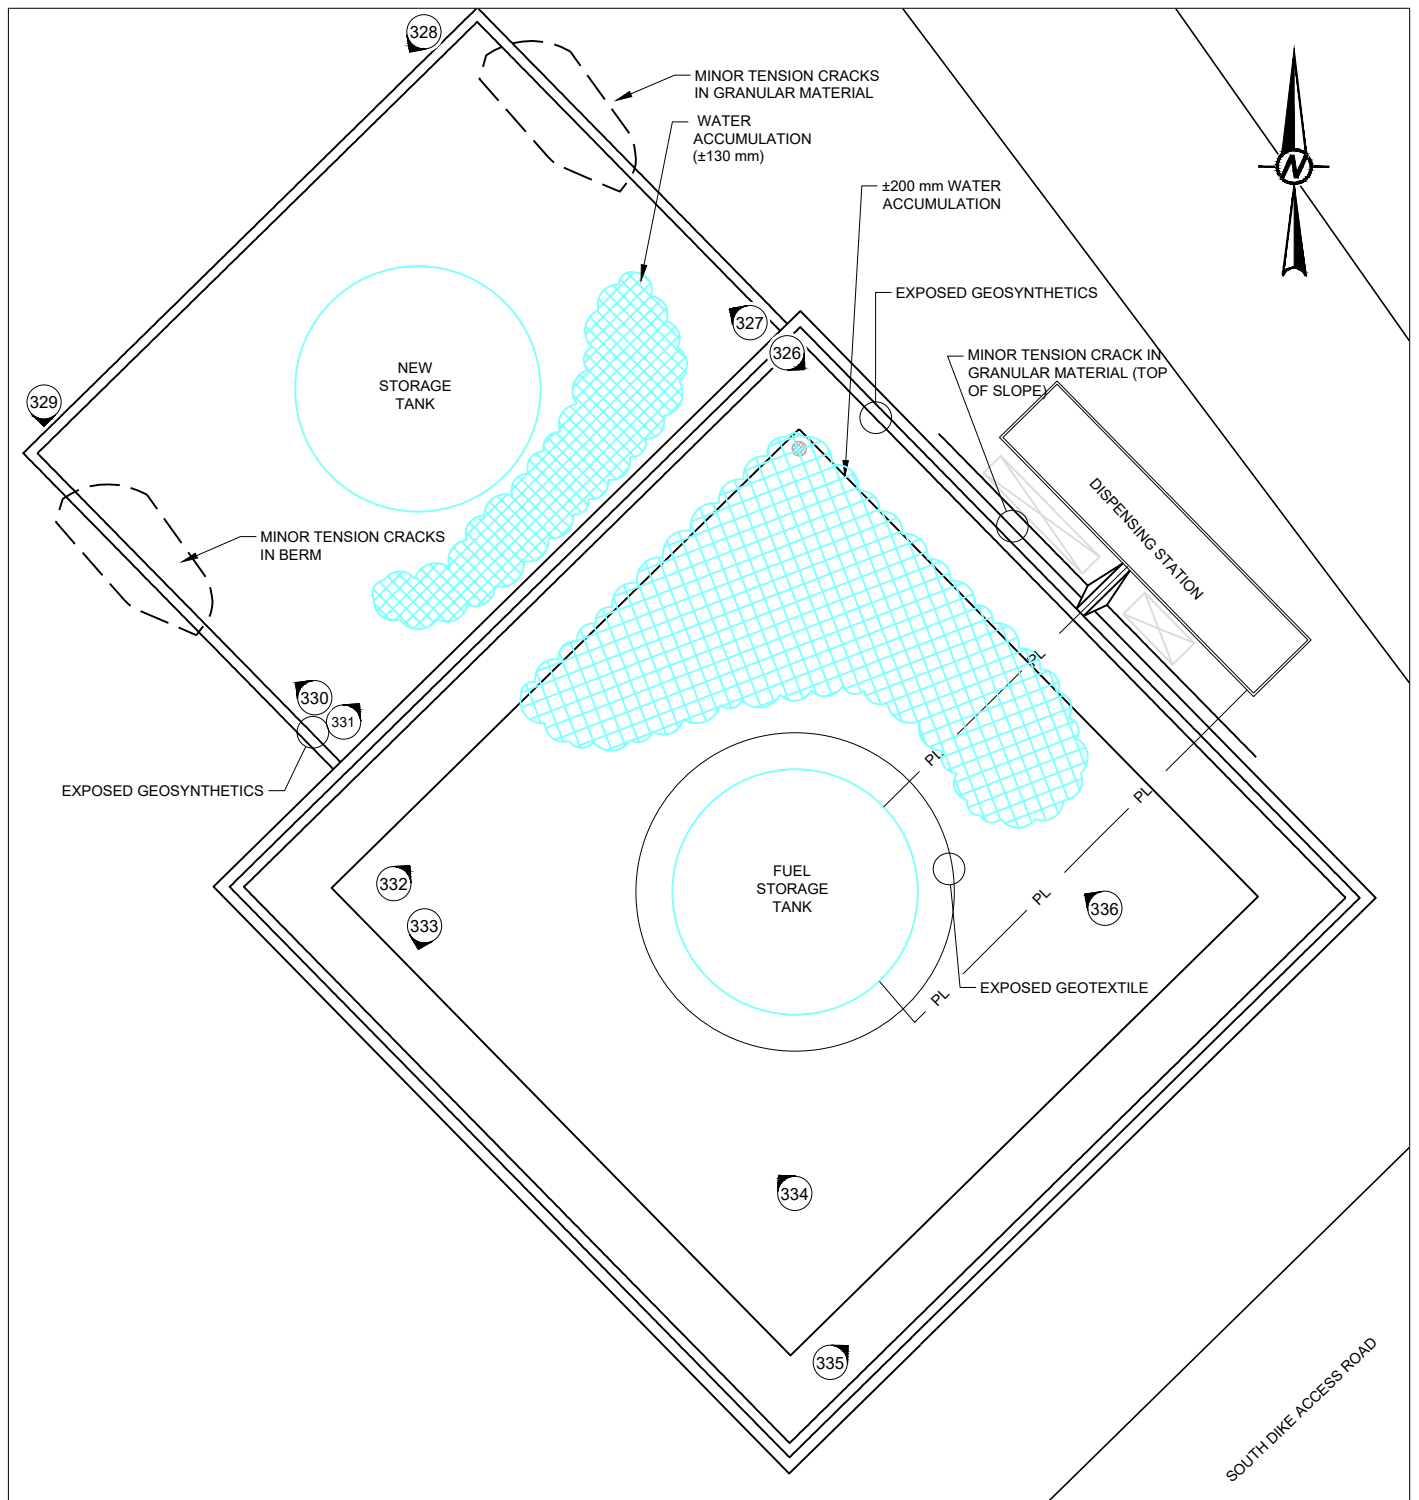 328
MINOR TENSION CRACKS
IN GRANULAR MATERIAL
WATER
ACCUMULATION
(±130 mm)
N
±200 mm WATER
ACCUMULATION
EXPOSED GEOSYNTHETICS
327
326
MINOR TENSION CRACK IN
GRANULAR MATERIAL (TOP
OF SLOPE)
NEW
STORAGE
TANK
329
DISPENSING STATION
MINOR TENSION CRACKS
IN BERM
PL
330
331
PL
EXPOSED GEOSYNTHETICS
PL
332
333
FUEL
STORAGE
TANK
PL
336
EXPOSED GEOTEXTILE
PL
334
335
SOUTH DIKE ACCESS ROAD